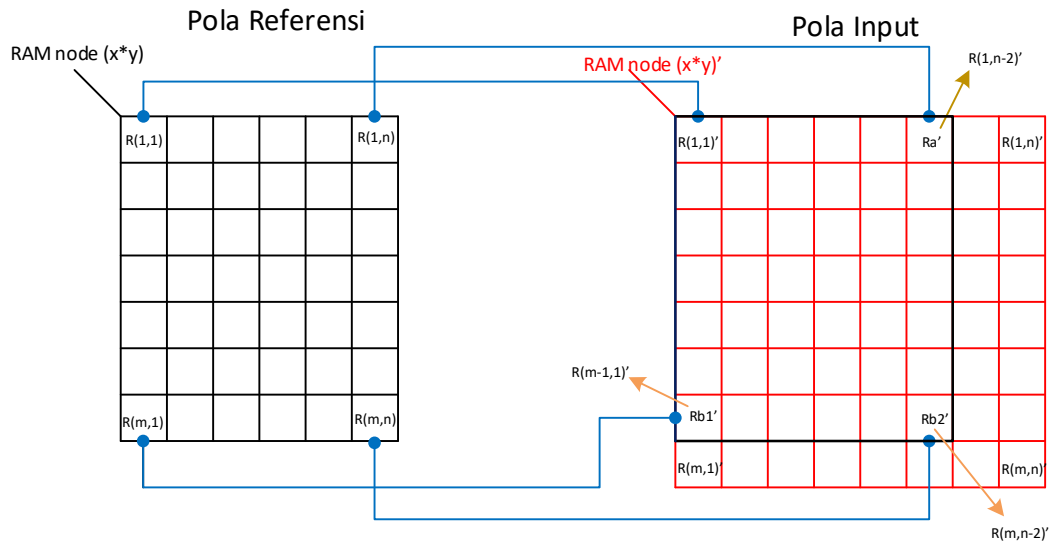 Pola Referensi
Pola Input
RAM node (x*y)
RAM node (x*y)’
R(1,n-2)’
R(1,1)
R(1,n)
R(1,1)’
Ra’
R(1,n)’
R(m-1,1)’
R(m,1)
R(m,n)
Rb1’
Rb2’
R(m,1)’
R(m,n)’
R(m,n-2)’